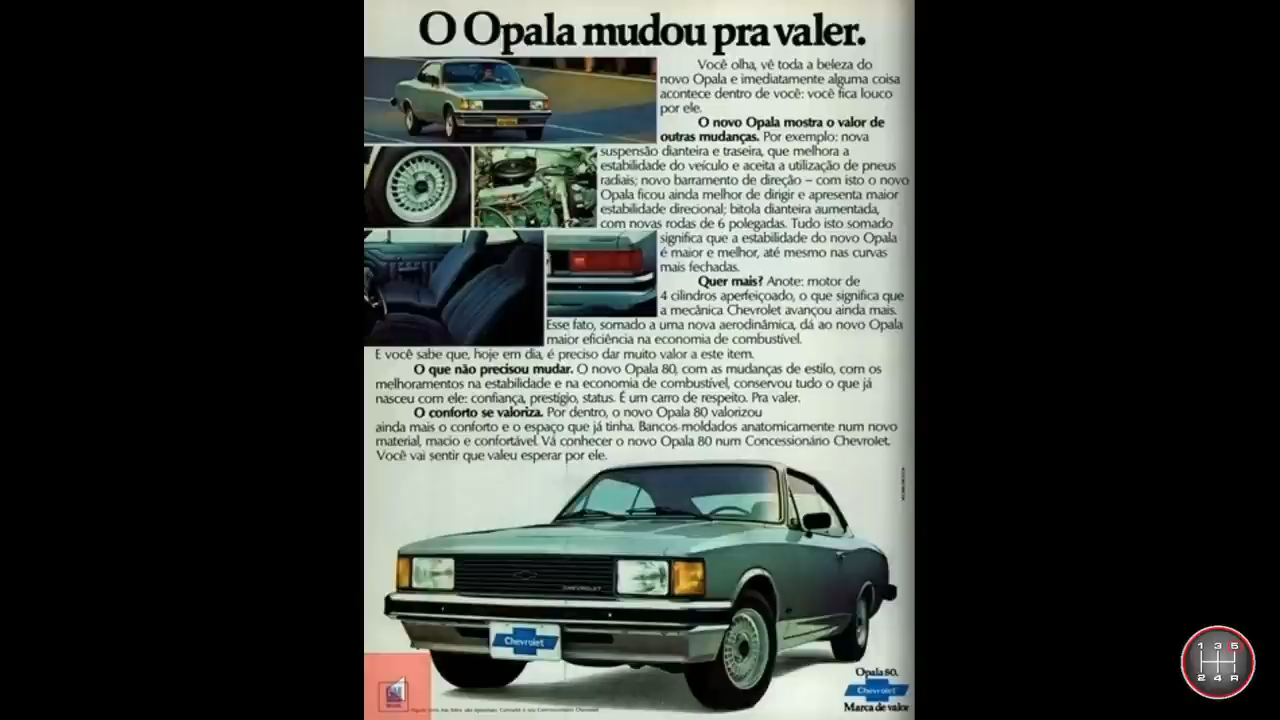 O Opala mudou pra valer.
Você olha, vê toda a beleza do
novo Opala e imediatamente alguma coisa
acontece dentro de você: você fica louco
por ele.
O novo Opala mostra o valor de
outras mudanças. Por exemplo: nova
suspensão dianteira e traseira, que melhora a
estabilidade do veículo e aceita a utilização de pneus
radiais; novo barramento de direção – com isto o novo
Opala ficou ainda melhor de dirigir e apresenta maior
estabilidade direcional; bitola dianteira aumentada,
com novas rodas de 6 polegadas. Tudo isto somado
significa que a estabilidade do novo Opala
é maior e melhor, até mesmo nas curvas
mais fechadas.
Quer mais? Anote: motor de
4 cilindros aperfeiçoado, o que significa que
a mecânica Chevrolet avançou ainda mais.
Esse fato, somado a uma nova aerodinâmica, dá ao novo Opala
maior eficiência na economia de combustível.
E você sabe que, hoje em dia, é preciso dar muito valor a este item.
O que não precisou mudar. O novo Opala 80, com as mudanças de estilo, com os
melhoramentos na estabilidade e na economia de combustível, conservou tudo o que já
nasceu com ele: confiança, prestígio, status. É um carro de respeito. Pra valer.
O conforto se valoriza. Por dentro, o novo Opala 80 valorizou
ainda mais o conforto e o espaço que já tinha. Bancos moldados anatomicamente num novo
material, macio e confortável. Vá conhecer o novo Opala 80 num Concessionário Chevrolet.
Você vai sentir que valeu esperar por ele.
CHEVROLET
Chevrolet
Opala 80.
Chevrolet
Marca de valor
GM
1 3 5
2 4 R